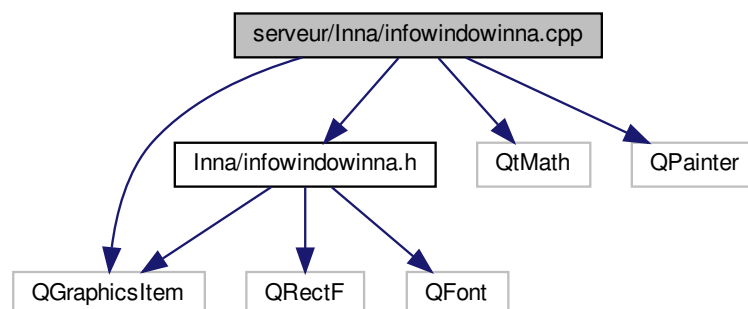 serveur/Inna/infowindowinna.cpp
Inna/infowindowinna.h
QtMath
QPainter
QGraphicsItem
QRectF
QFont